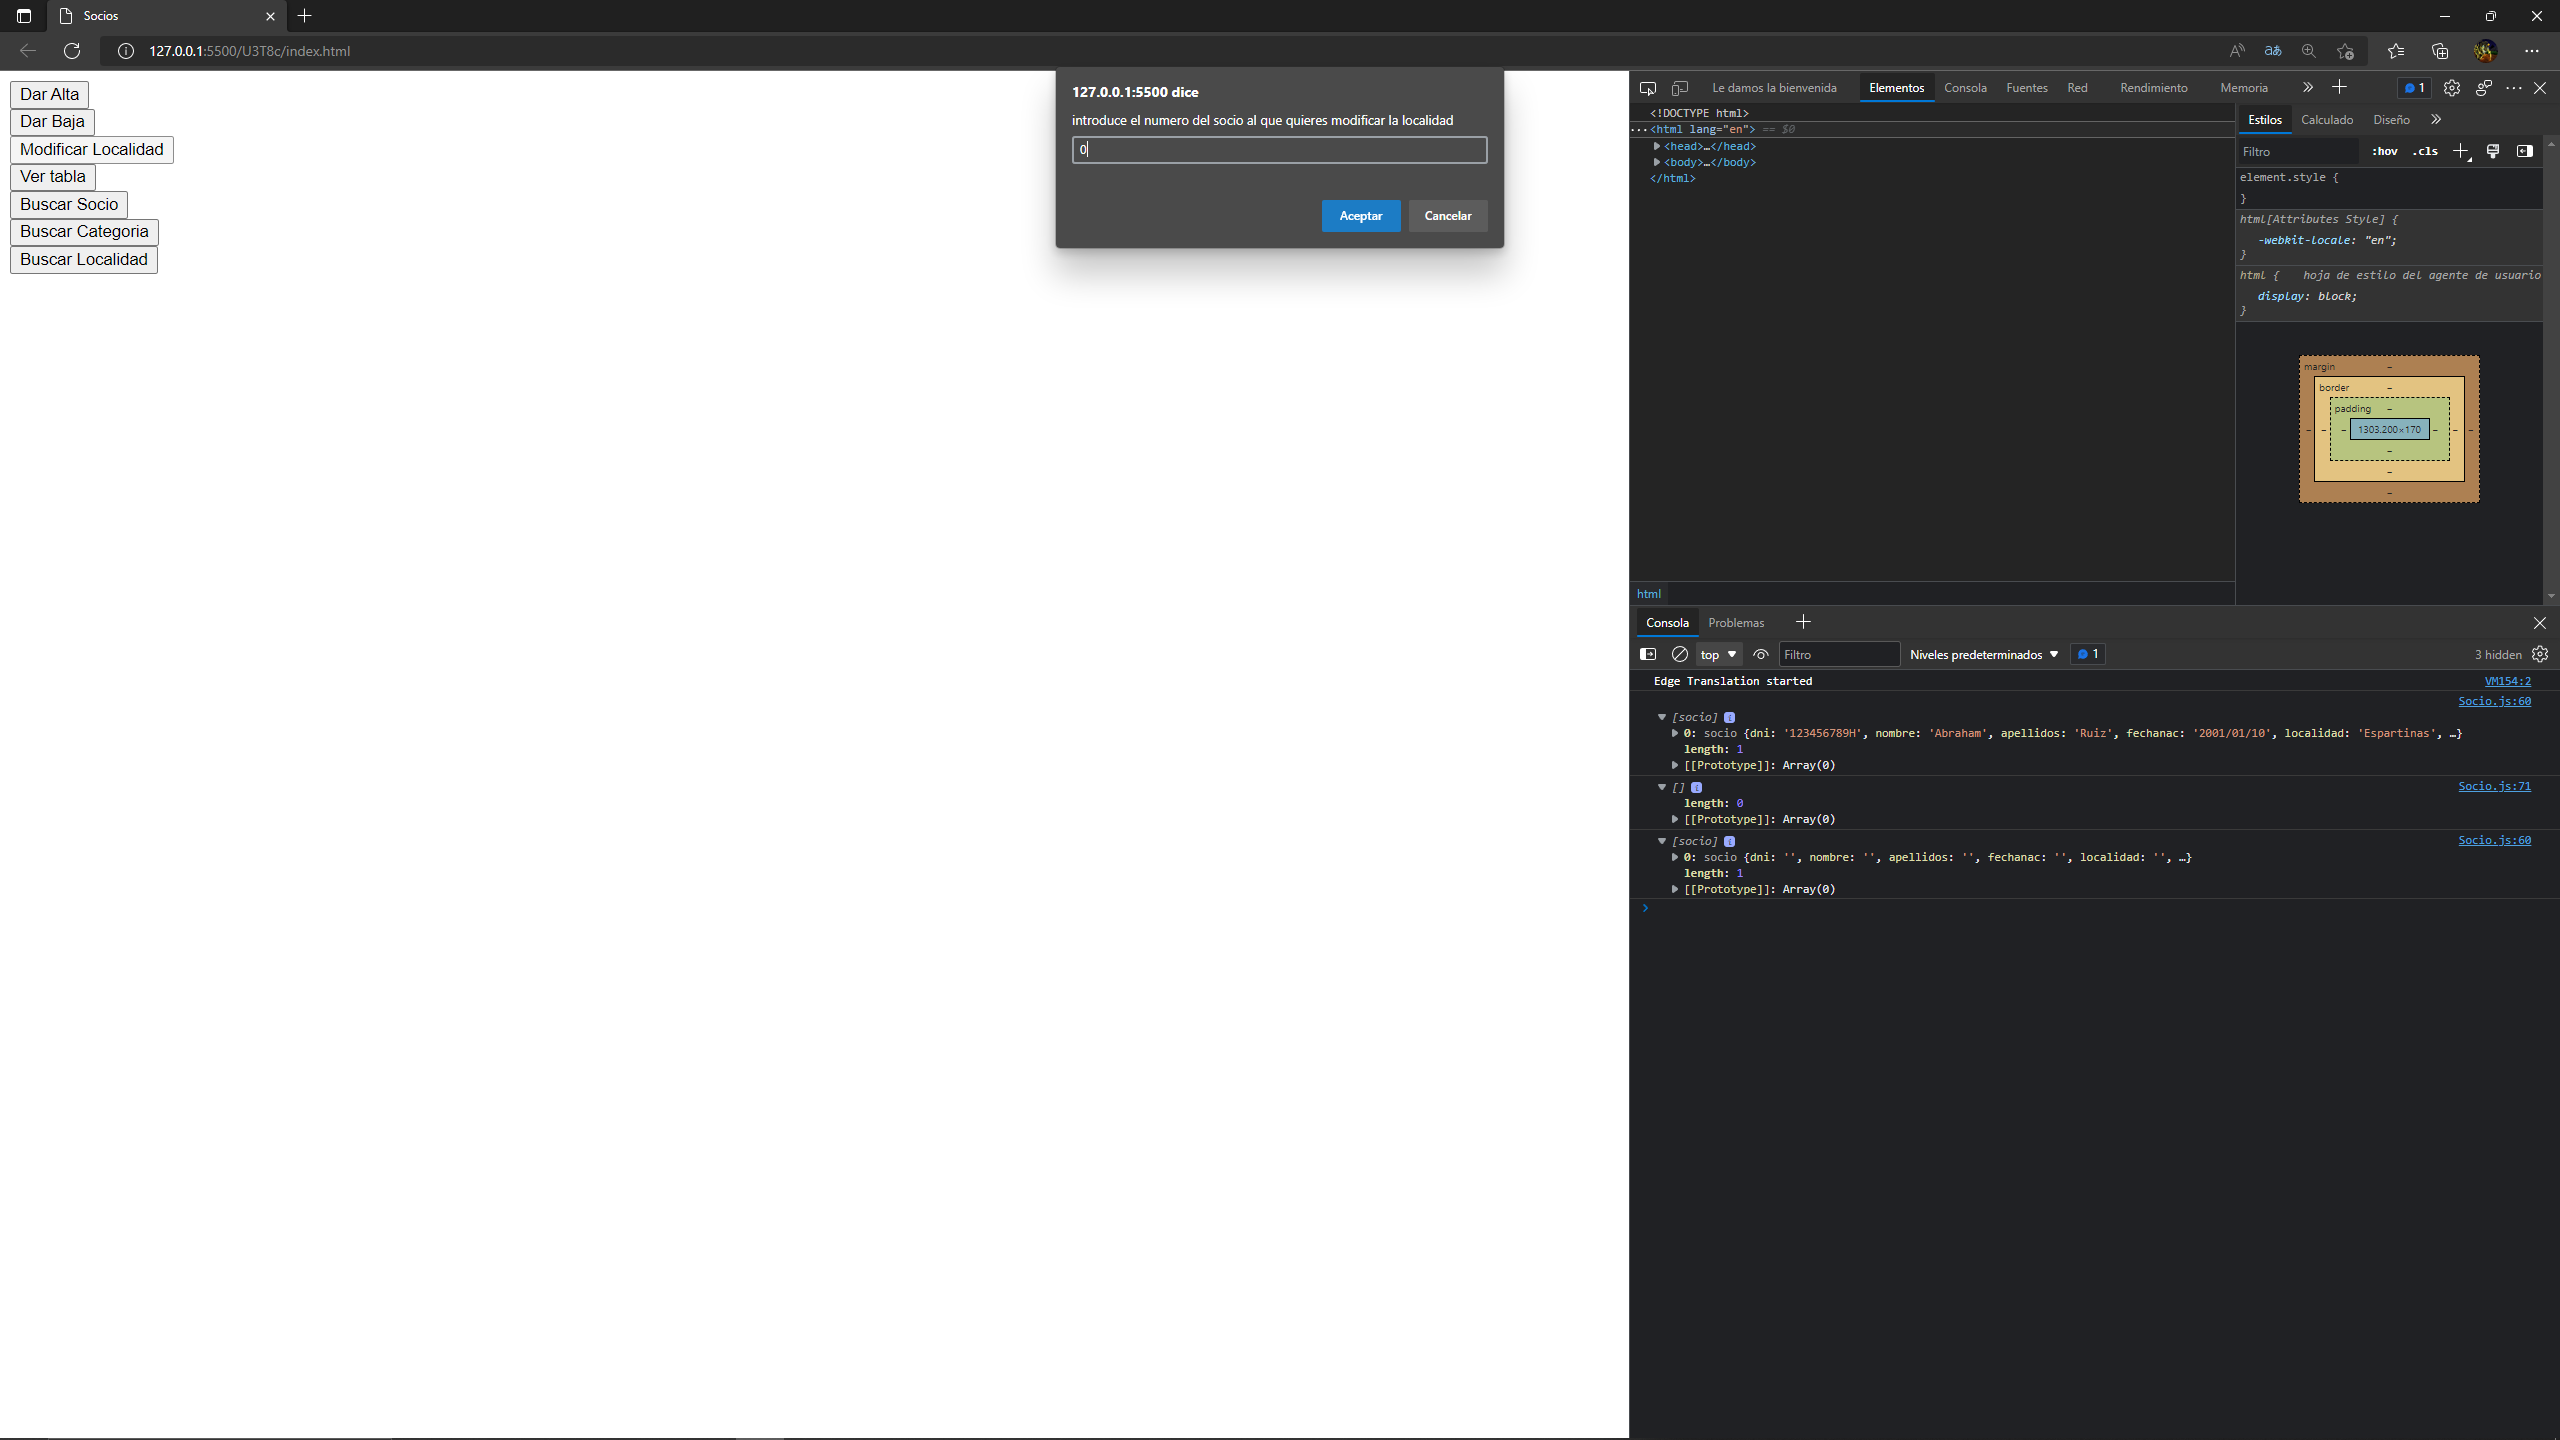 Socios
127.0.0.1:5500/U3T8c/index.html
Dar Alta
Dar Baja
Modificar Localidad
Ver tabla
Buscar Socio
Buscar Categoria
Buscar Localidad
127.0.0.1:5500 dice
introduce el numero del socio al que quieres modificar la localidad
0
Aceptar Cancelar
Le damos la bienvenida Elementos Consola Fuentes Red Rendimiento Memoria 1
<!DOCTYPE html>
<html lang="en"> == $0
<head>…</head>
<body>…</body>
</html>
html
Estilos Calculado Diseño
Filtro :hov .cls
element.style {
}
html[Attributes Style] {
-webkit-locale: "en";
}
html { hoja de estilo del agente de usuario
display: block;
}
margin –
border –
padding –
– – – 1303.200×170 – – –
–
–
–
Consola Problemas
top Filtro Niveles predeterminados 1 3 hidden
Edge Translation started VM154:2
Socio.js:60
[socio]
0: socio {dni: '123456789H', nombre: 'Abraham', apellidos: 'Ruiz', fechanac: '2001/01/10', localidad: 'Espartinas', …}
length: 1
[[Prototype]]: Array(0)
[] Socio.js:71
length: 0
[[Prototype]]: Array(0)
[socio] Socio.js:60
0: socio {dni: '', nombre: '', apellidos: '', fechanac: '', localidad: '', …}
length: 1
[[Prototype]]: Array(0)